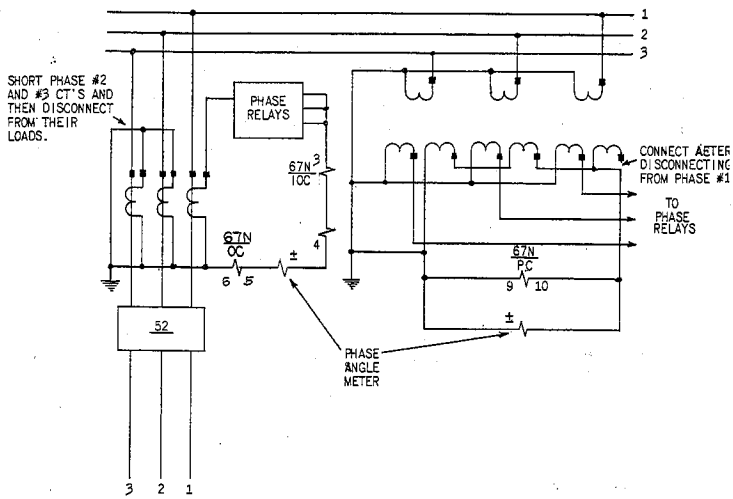 1
2
3
SHORT PHASE #2
AND #3 CT'S AND
THEN DISCONNECT
FROM THEIR
LOADS.
PHASE
RELAYS
67N
IOC
3
4
67N
OC
6 5
±
CONNECT AFTER
DISCONNECTING
FROM PHASE #1
TO
PHASE
RELAYS
67N
P.C
9 10
±
52
PHASE
ANGLE
METER
3 2 1